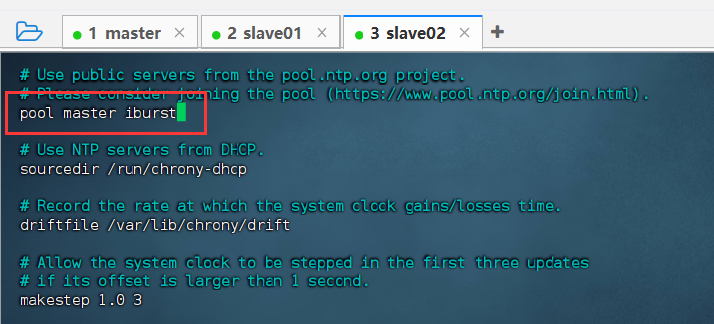 1 master × 2 slave01 × 3 slave02 × +
# Use public servers from the pool.ntp.org project.
# Please consider joining the pool (https://www.pool.ntp.org/join.html).
pool master iburst
# Use NTP servers from DHCP.
sourcedir /run/chrony-dhcp
# Record the rate at which the system clock gains/losses time.
driftfile /var/lib/chrony/drift
# Allow the system clock to be stepped in the first three updates
# if its offset is larger than 1 second.
makestep 1.0 3